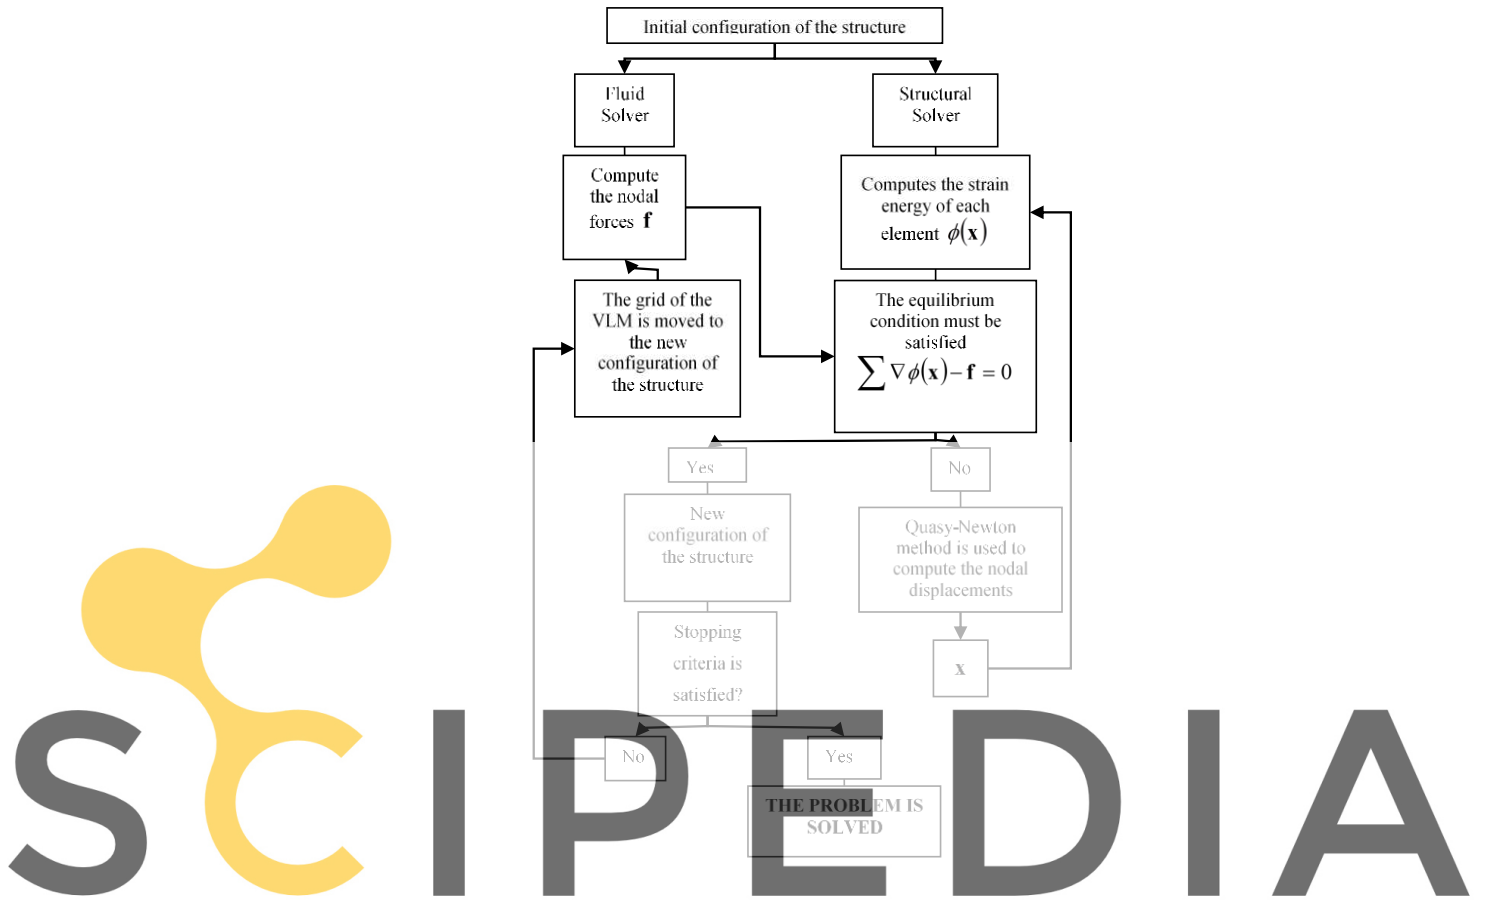 Initial configuration of the structure
Fluid
Solver
Structural
Solver
Compute
the nodal
forces f
Computes the strain
energy of each
element ϕ(x)
The grid of the
VLM is moved to
the new
configuration of
the structure
The equilibrium
condition must be
satisfied
∑∇ϕ(x)−f = 0
Yes
No
New
configuration of
the structure
Quasy-Newton
method is used to
compute the nodal
displacements
Stopping
criteria is
satisfied?
x
No
Yes
THE PROBLEM IS
SOLVED
SCIPEDIA